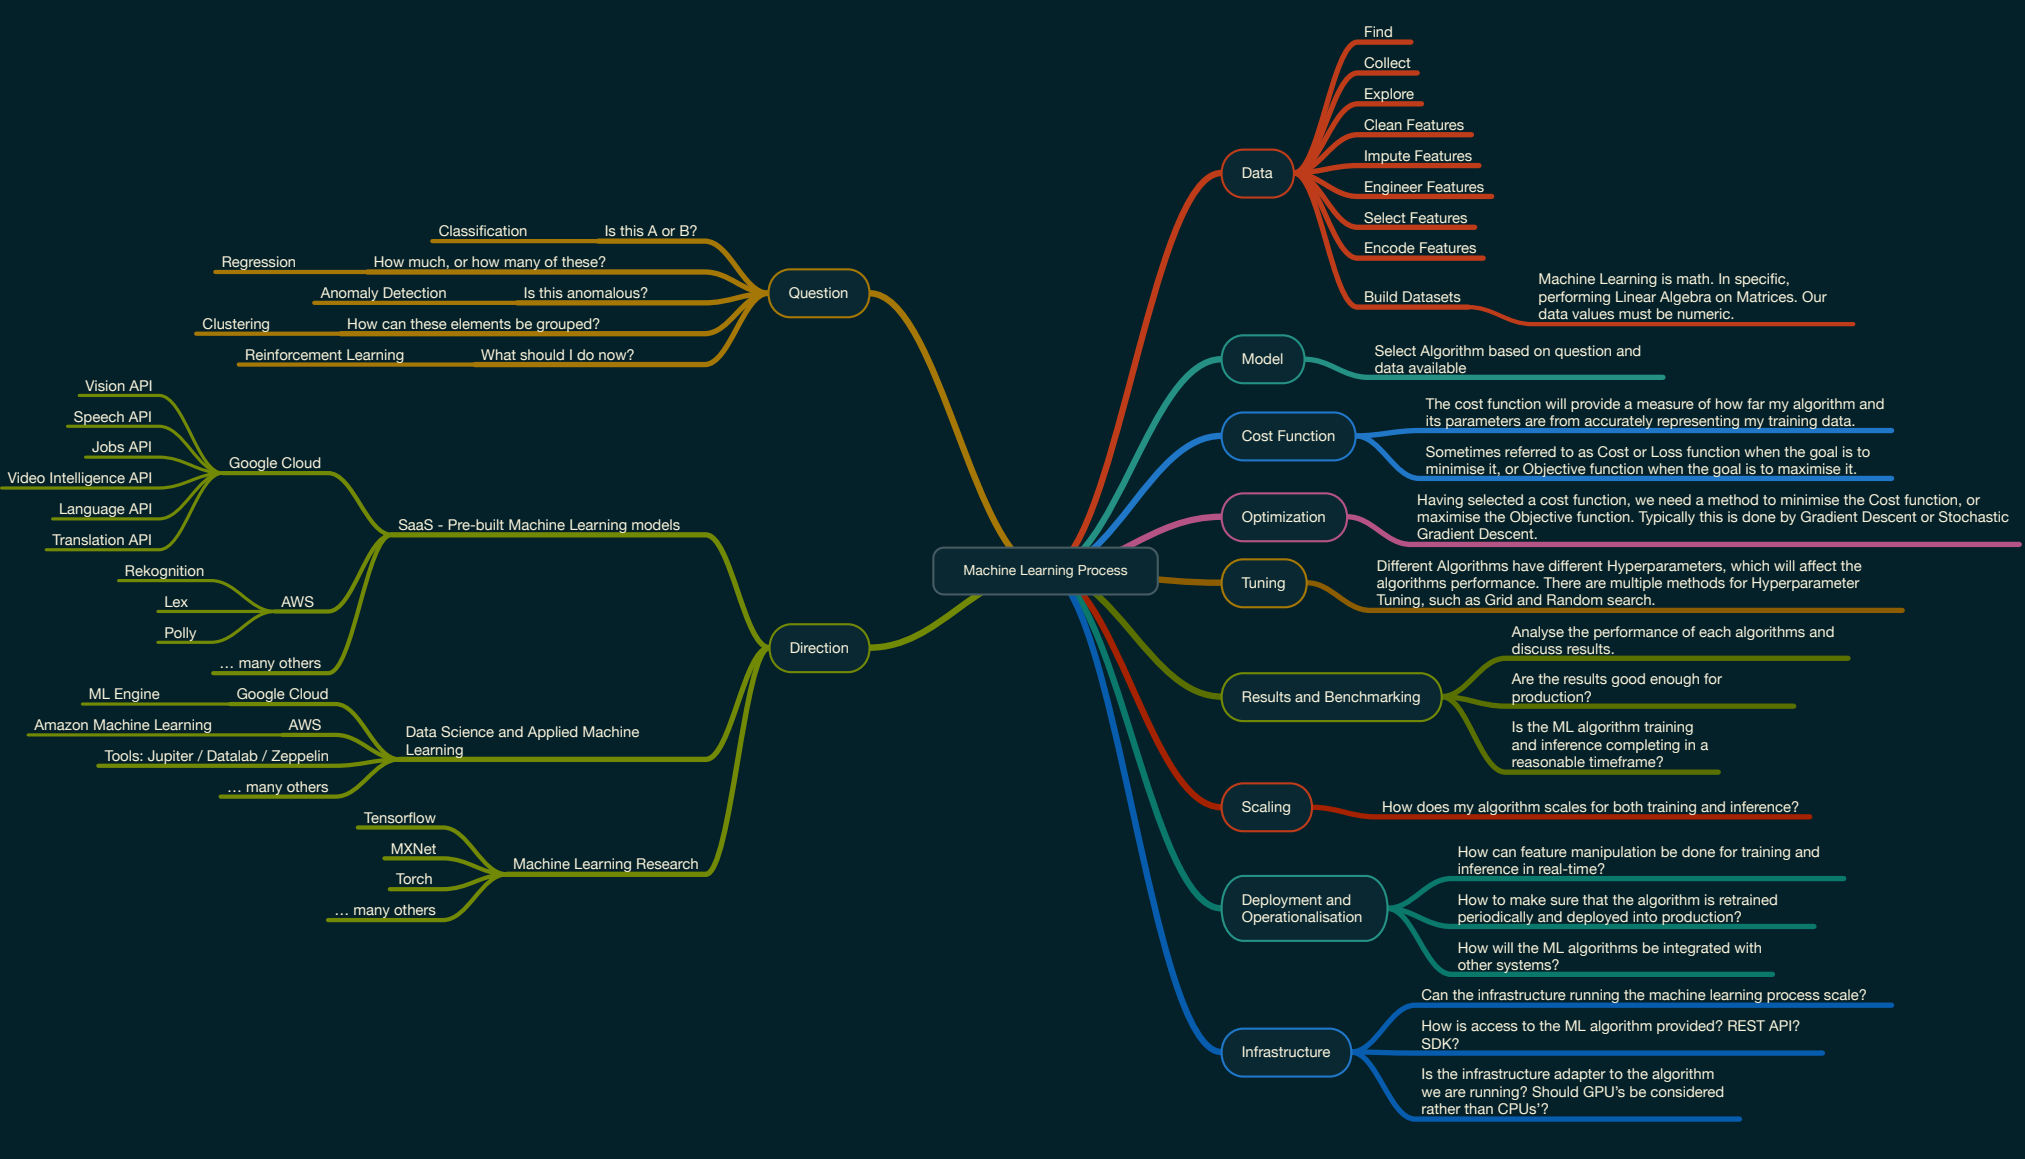 Machine Learning Process
Question
Is this A or B?
Classification
How much, or how many of these?
Regression
Is this anomalous?
Anomaly Detection
How can these elements be grouped?
Clustering
What should I do now?
Reinforcement Learning
Direction
SaaS - Pre-built Machine Learning models
Google Cloud
Vision API
Speech API
Jobs API
Video Intelligence API
Language API
Translation API
AWS
Rekognition
Lex
Polly
... many others
Data Science and Applied Machine
Learning
Google Cloud
ML Engine
AWS
Amazon Machine Learning
Tools: Jupiter / Datalab / Zeppelin
... many others
Machine Learning Research
Tensorflow
MXNet
Torch
... many others
Data
Find
Collect
Explore
Clean Features
Impute Features
Engineer Features
Select Features
Encode Features
Build Datasets
Machine Learning is math. In specific,
performing Linear Algebra on Matrices. Our
data values must be numeric.
Model
Select Algorithm based on question and
data available
Cost Function
The cost function will provide a measure of how far my algorithm and
its parameters are from accurately representing my training data.
Sometimes referred to as Cost or Loss function when the goal is to
minimise it, or Objective function when the goal is to maximise it.
Optimization
Having selected a cost function, we need a method to minimise the Cost function, or
maximise the Objective function. Typically this is done by Gradient Descent or Stochastic
Gradient Descent.
Tuning
Different Algorithms have different Hyperparameters, which will affect the
algorithms performance. There are multiple methods for Hyperparameter
Tuning, such as Grid and Random search.
Results and Benchmarking
Analyse the performance of each algorithms and
discuss results.
Are the results good enough for
production?
Is the ML algorithm training
and inference completing in a
reasonable timeframe?
Scaling
How does my algorithm scales for both training and inference?
Deployment and
Operationalisation
How can feature manipulation be done for training and
inference in real-time?
How to make sure that the algorithm is retrained
periodically and deployed into production?
How will the ML algorithms be integrated with
other systems?
Infrastructure
Can the infrastructure running the machine learning process scale?
How is access to the ML algorithm provided? REST API?
SDK?
Is the infrastructure adapter to the algorithm
we are running? Should GPU's be considered
rather than CPUs'?